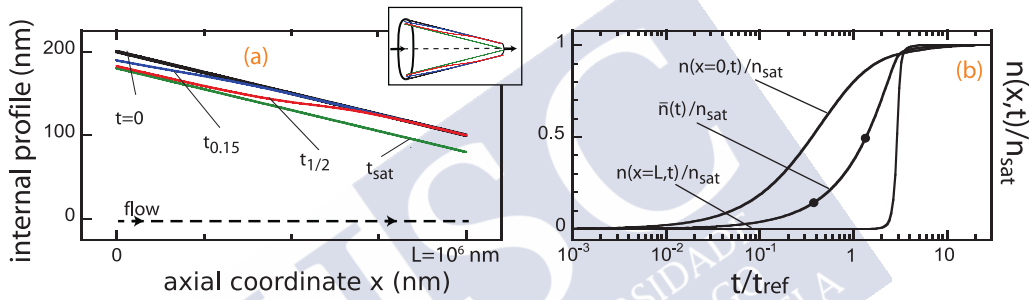 internal profile (nm)
200
100
0
(a)
t=0
t0.15
t1/2
tsat
flow
0
L=10⁶ nm
axial coordinate x (nm)
1
0.5
0
(b)
n(x=0,t)/nsat
n̄(t)/nsat
n(x=L,t)/nsat
10⁻³
10⁻²
10⁻¹
1
10
t/tref
n(x,t)/nsat
USC